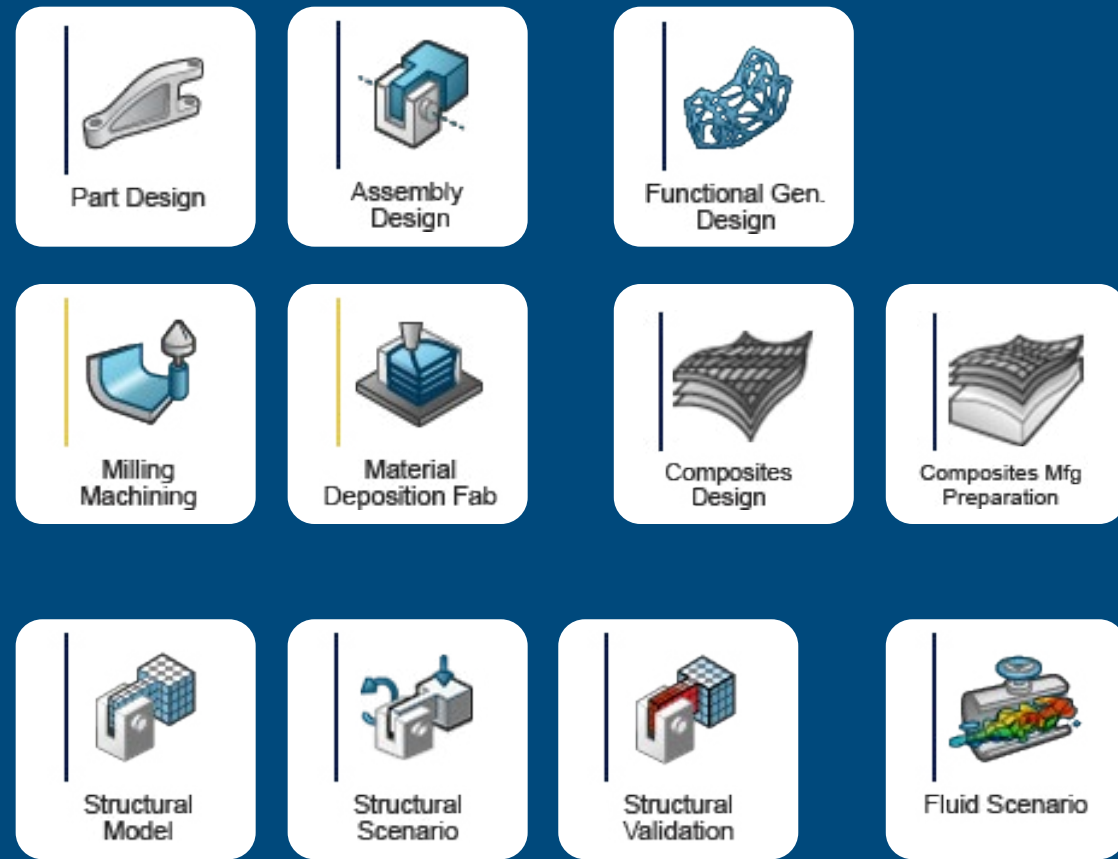 Part Design
Assembly
Design
Functional Gen.
Design
Milling
Machining
Material
Deposition Fab
Composites
Design
Composites Mfg
Preparation
Structural
Model
Structural
Scenario
Structural
Validation
Fluid Scenario